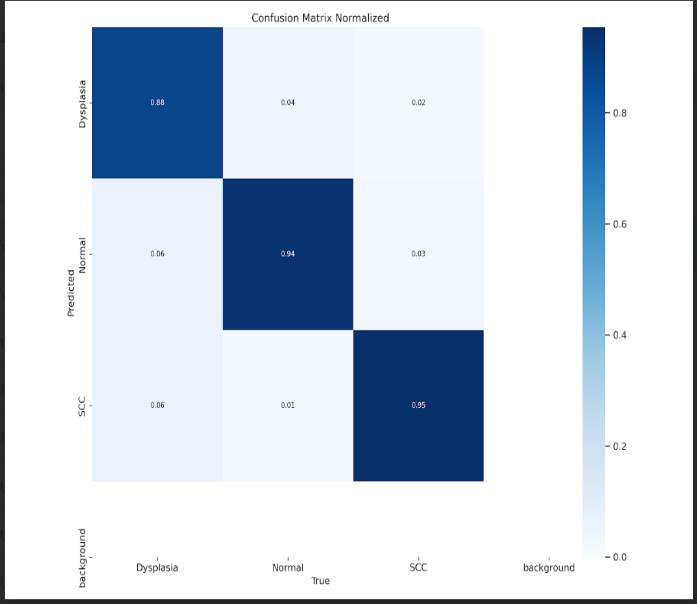 Confusion Matrix Normalized
Dysplasia
0.88
0.04
0.02
0.8
Normal
0.06
0.94
0.03
0.6
Predicted
0.4
SCC
0.06
0.01
0.95
0.2
background
0.0
Dysplasia
Normal
SCC
background
True